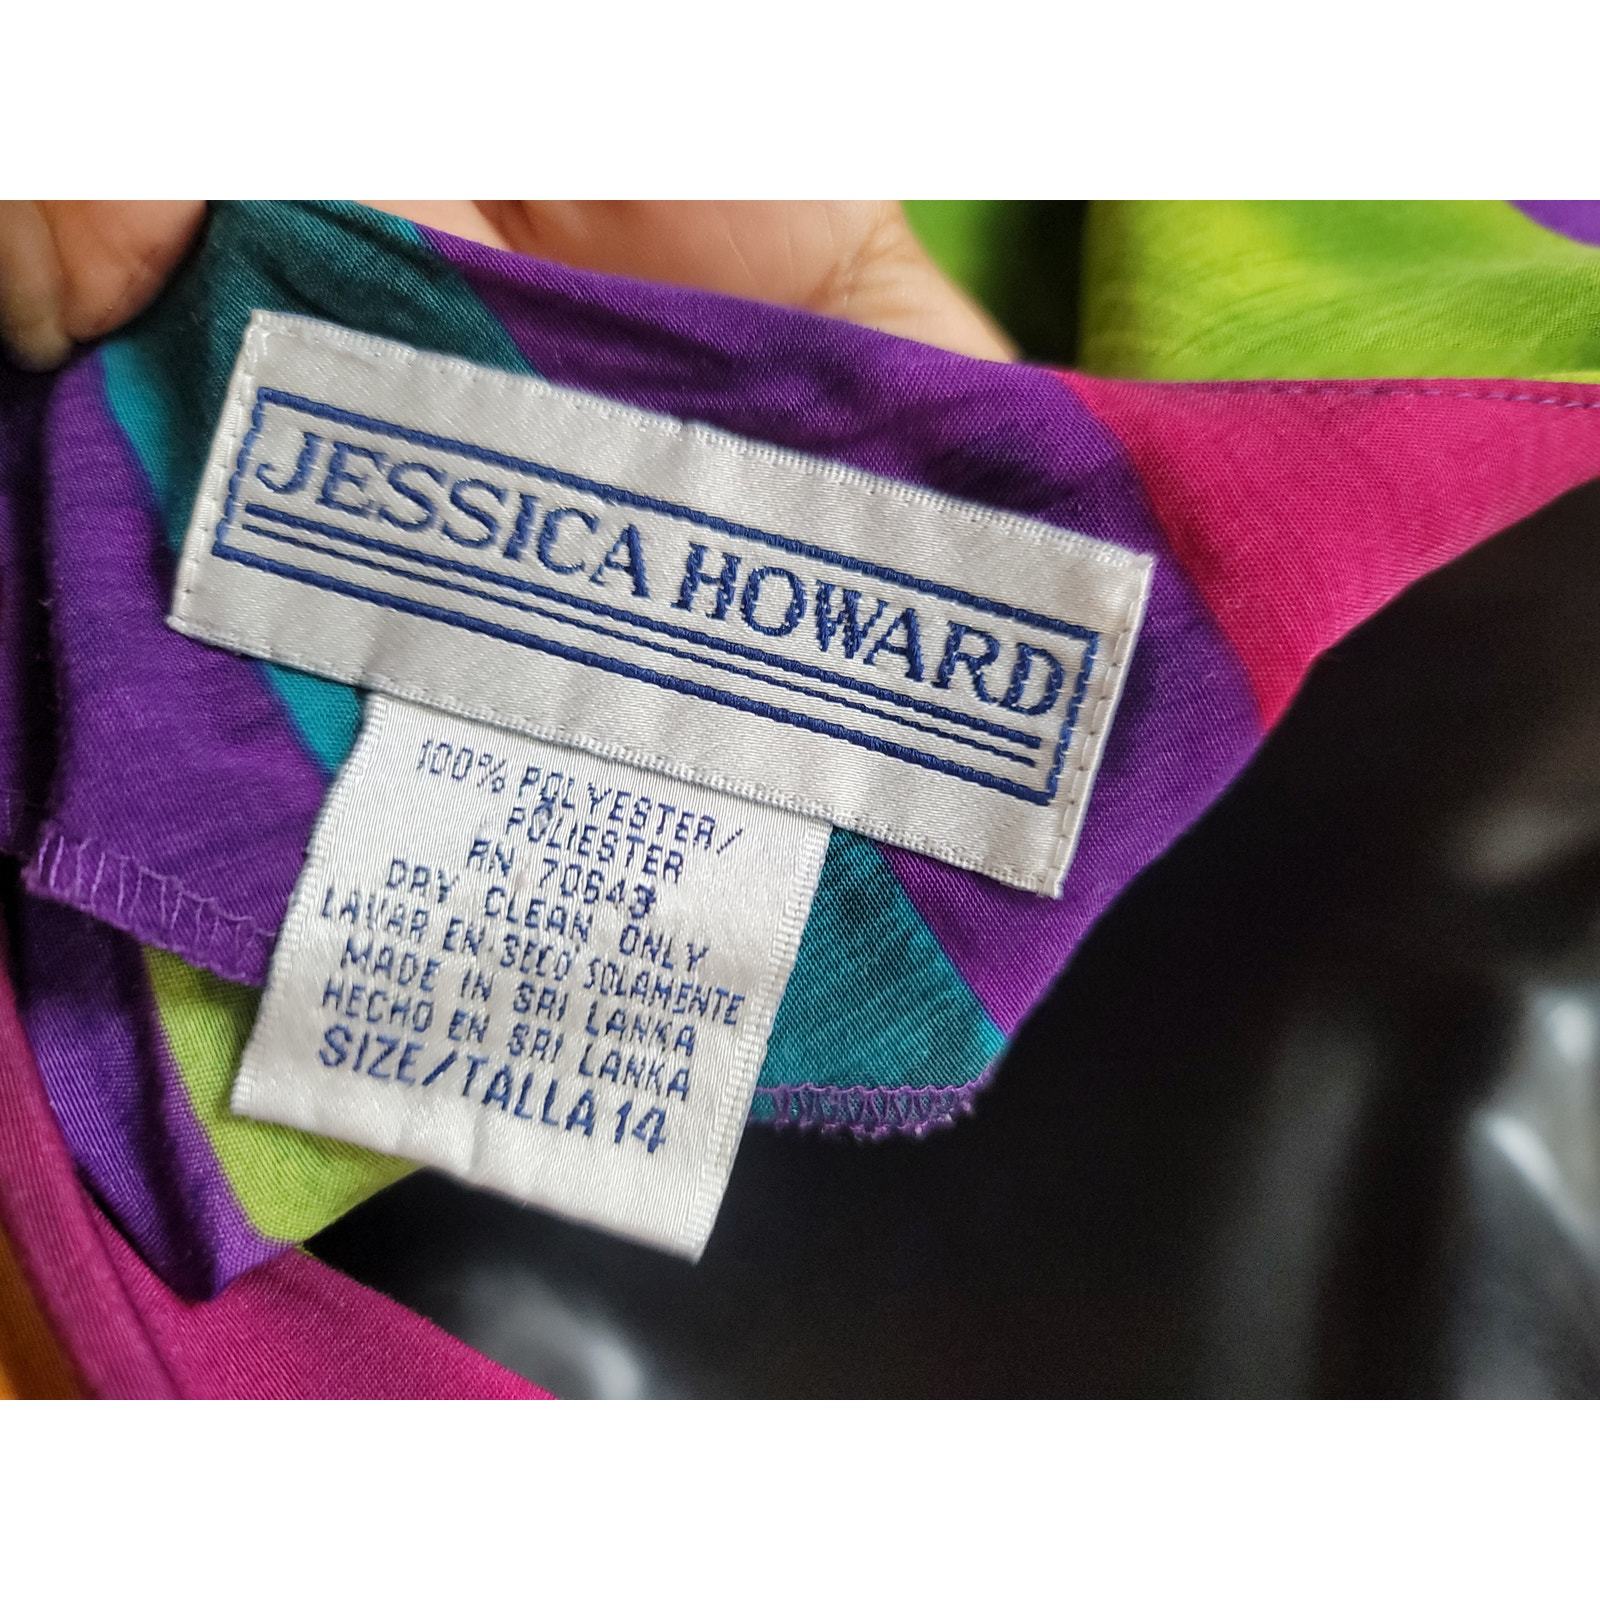 JESSICA HOWARD
100% POLYESTER/
POLIESTER
RN 70643
DRY CLEAN ONLY
LAVAR EN SECO SOLAMENTE
MADE IN SRI LANKA
HECHO EN SRI LANKA
SIZE/TALLA 14